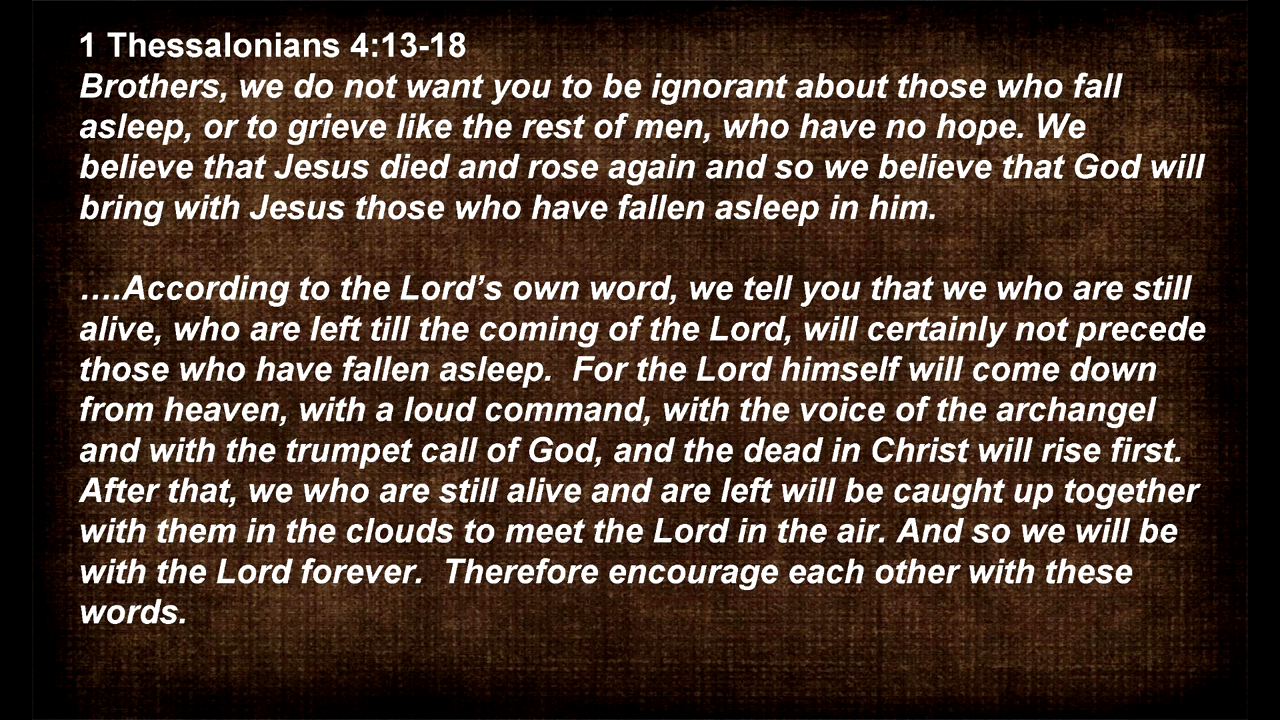 1 Thessalonians 4:13-18
Brothers, we do not want you to be ignorant about those who fall
asleep, or to grieve like the rest of men, who have no hope. We
believe that Jesus died and rose again and so we believe that God will
bring with Jesus those who have fallen asleep in him.
….According to the Lord’s own word, we tell you that we who are still
alive, who are left till the coming of the Lord, will certainly not precede
those who have fallen asleep.  For the Lord himself will come down
from heaven, with a loud command, with the voice of the archangel
and with the trumpet call of God, and the dead in Christ will rise first.
After that, we who are still alive and are left will be caught up together
with them in the clouds to meet the Lord in the air. And so we will be
with the Lord forever.  Therefore encourage each other with these
words.